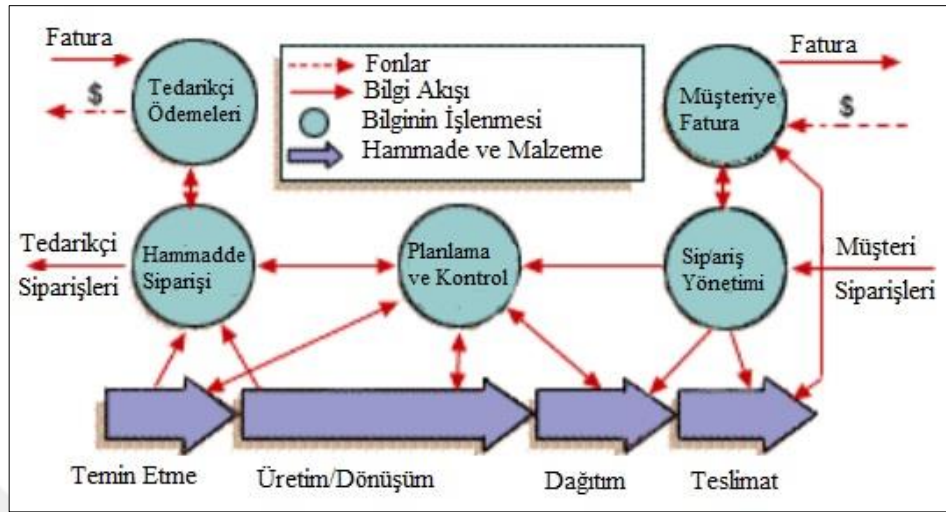 Fatura
$
Tedarikçi
Ödemeleri
Fonlar
Bilgi Akışı
Bilginin İşlenmesi
Hammade ve Malzeme
Müşteriye
Fatura
Fatura
$
Tedarikçi
Siparişleri
Hammadde
Siparişi
Planlama
ve Kontrol
Sipariş
Yönetimi
Müşteri
Siparişleri
Temin Etme
Üretim/Dönüşüm
Dağıtım
Teslimat